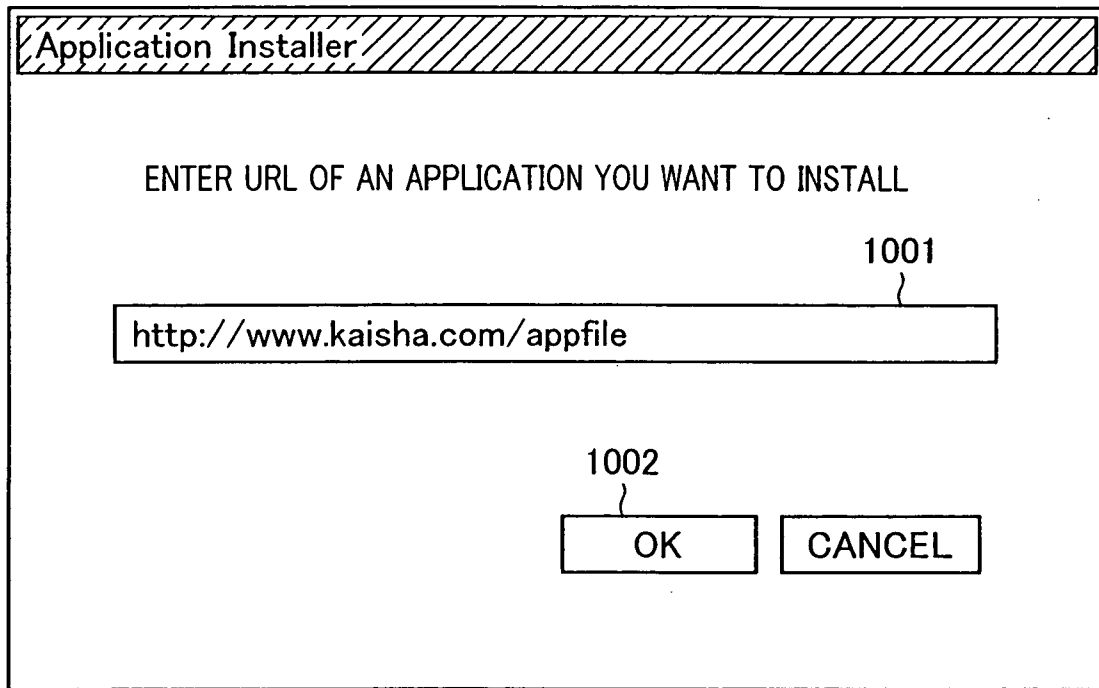 Application Installer
ENTER URL OF AN APPLICATION YOU WANT TO INSTALL
1001
http://www.kaisha.com/appfile
1002
OK CANCEL